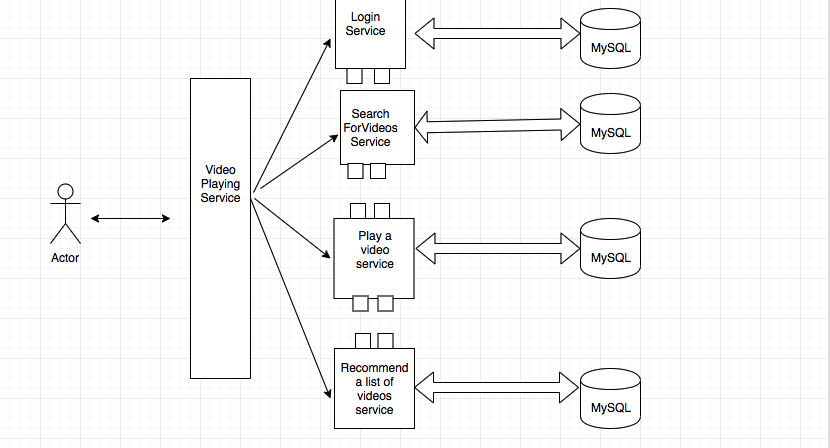 Login
Service
MySQL
Search
ForVideos
Service
MySQL
Video
Playing
Service
Actor
Play a
video
service
MySQL
Recommend
a list of
videos
service
MySQL